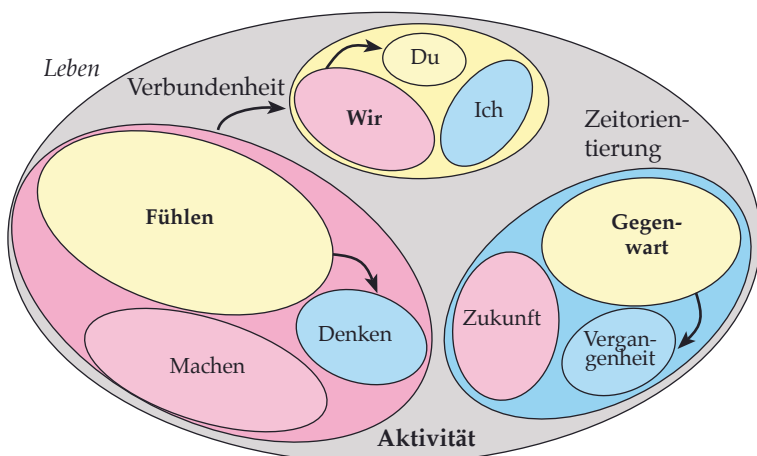 Leben
Verbundenheit
Du
Wir
Ich
Zeitorien-
tierung
Fühlen
Gegen-
wart
Zukunft
Vergan-
genheit
Denken
Machen
Aktivität